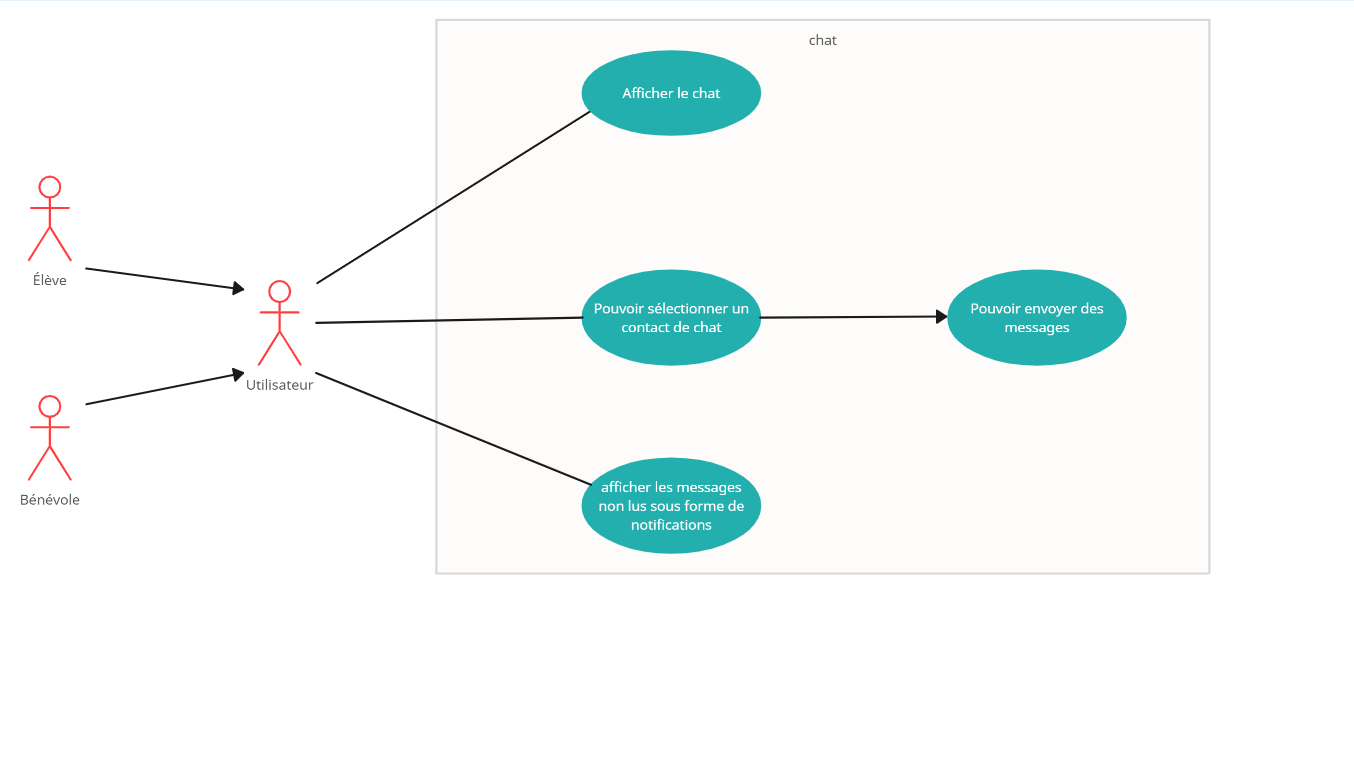 chat
Afficher le chat
Élève
Pouvoir sélectionner un
contact de chat
Pouvoir envoyer des
messages
Utilisateur
afficher les messages
non lus sous forme de
notifications
Bénévole